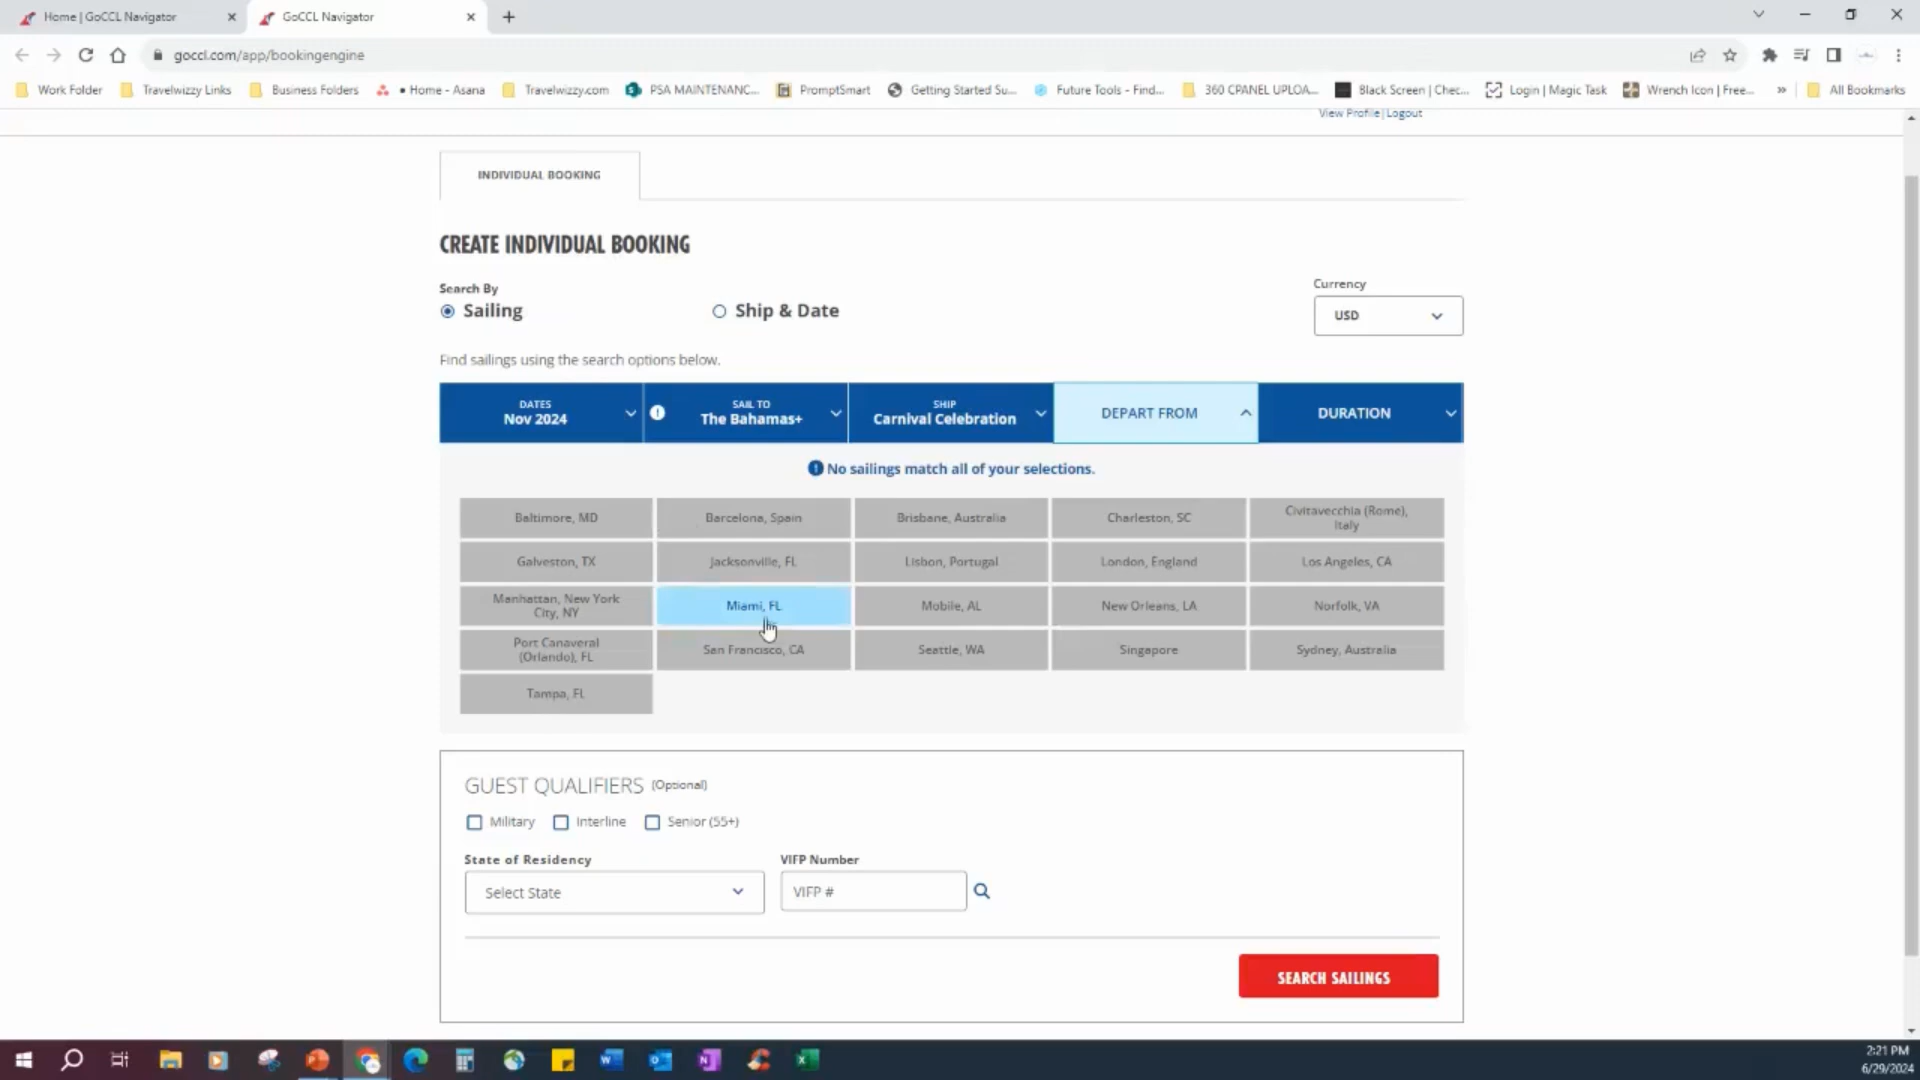 Home | GoCCL Navigator
GoCCL Navigator
goccl.com/app/bookingengine
Work Folder
Travelwizzy Links
Business Folders
• Home - Asana
Travelwizzy.com
PSA MAINTENANC...
PromptSmart
Getting Started Su...
Future Tools - Find...
360 CPANEL UPLOA...
Black Screen | Chec...
Login | Magic Task
Wrench Icon | Free...
»
All Bookmarks
View Profile | Logout
INDIVIDUAL BOOKING
CREATE INDIVIDUAL BOOKING
Search By
Sailing
Ship & Date
Currency
USD
Find sailings using the search options below.
DATES
Nov 2024
SAIL TO
The Bahamas+
SHIP
Carnival Celebration
DEPART FROM
DURATION
No sailings match all of your selections.
Baltimore, MD
Barcelona, Spain
Brisbane, Australia
Charleston, SC
Civitavecchia (Rome),
Italy
Galveston, TX
Jacksonville, FL
Lisbon, Portugal
London, England
Los Angeles, CA
Manhattan, New York
City, NY
Miami, FL
Mobile, AL
New Orleans, LA
Norfolk, VA
Port Canaveral
(Orlando), FL
San Francisco, CA
Seattle, WA
Singapore
Sydney, Australia
Tampa, FL
GUEST QUALIFIERS (Optional)
Military
Interline
Senior (55+)
State of Residency
Select State
VIFP Number
VIFP #
SEARCH SAILINGS
2:21 PM
6/29/2024